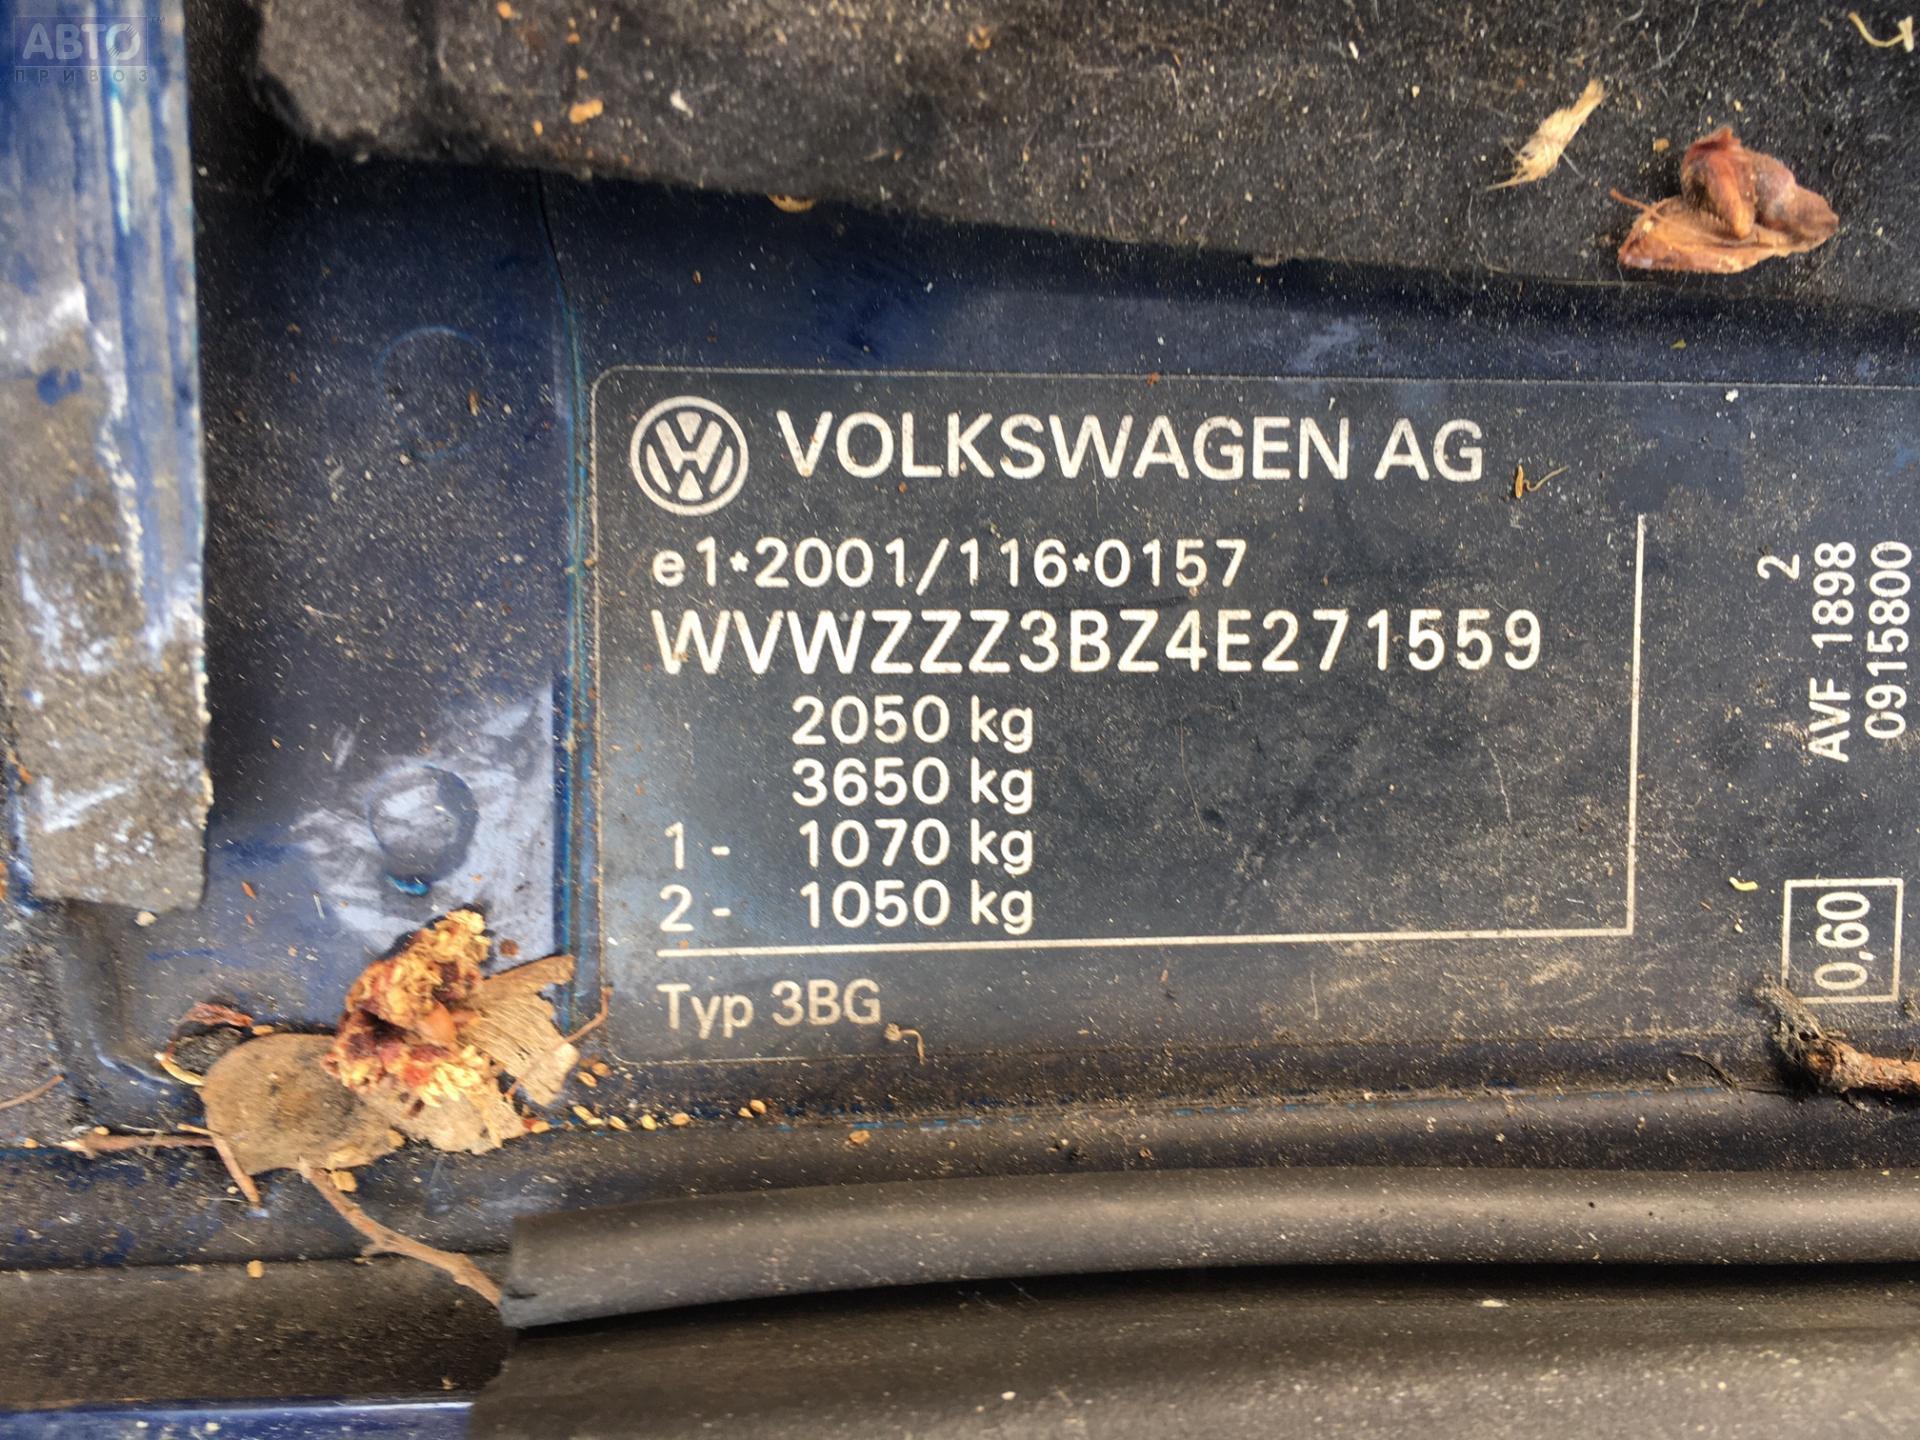 АВТО
ПРИВОЗ
VOLKSWAGEN AG
e1*2001/116*0157
WVWZZZ3BZ4E271559
2050 kg
3650 kg
1 - 1070 kg
2 - 1050 kg
Typ 3BG
2
AVF 1898
0915800
0,60